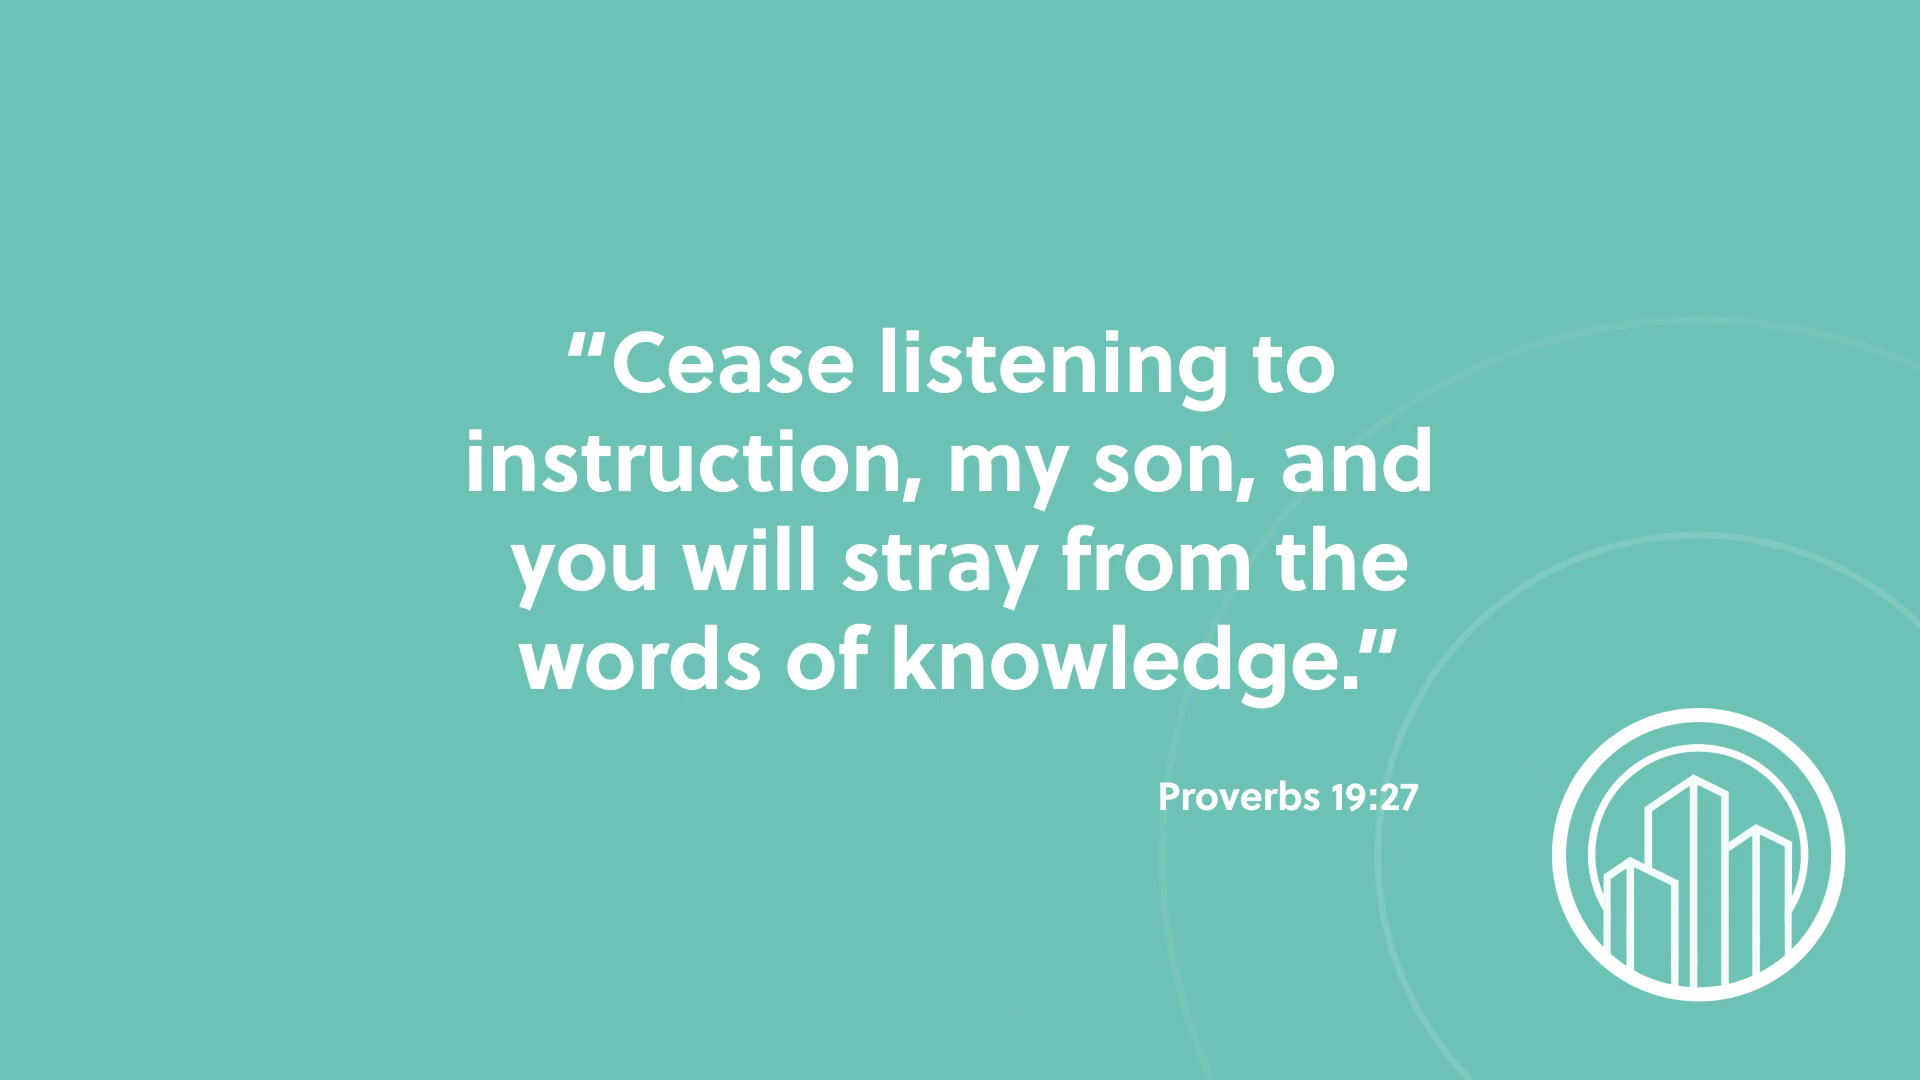 “Cease listening to
instruction, my son, and
you will stray from the
words of knowledge.”
Proverbs 19:27